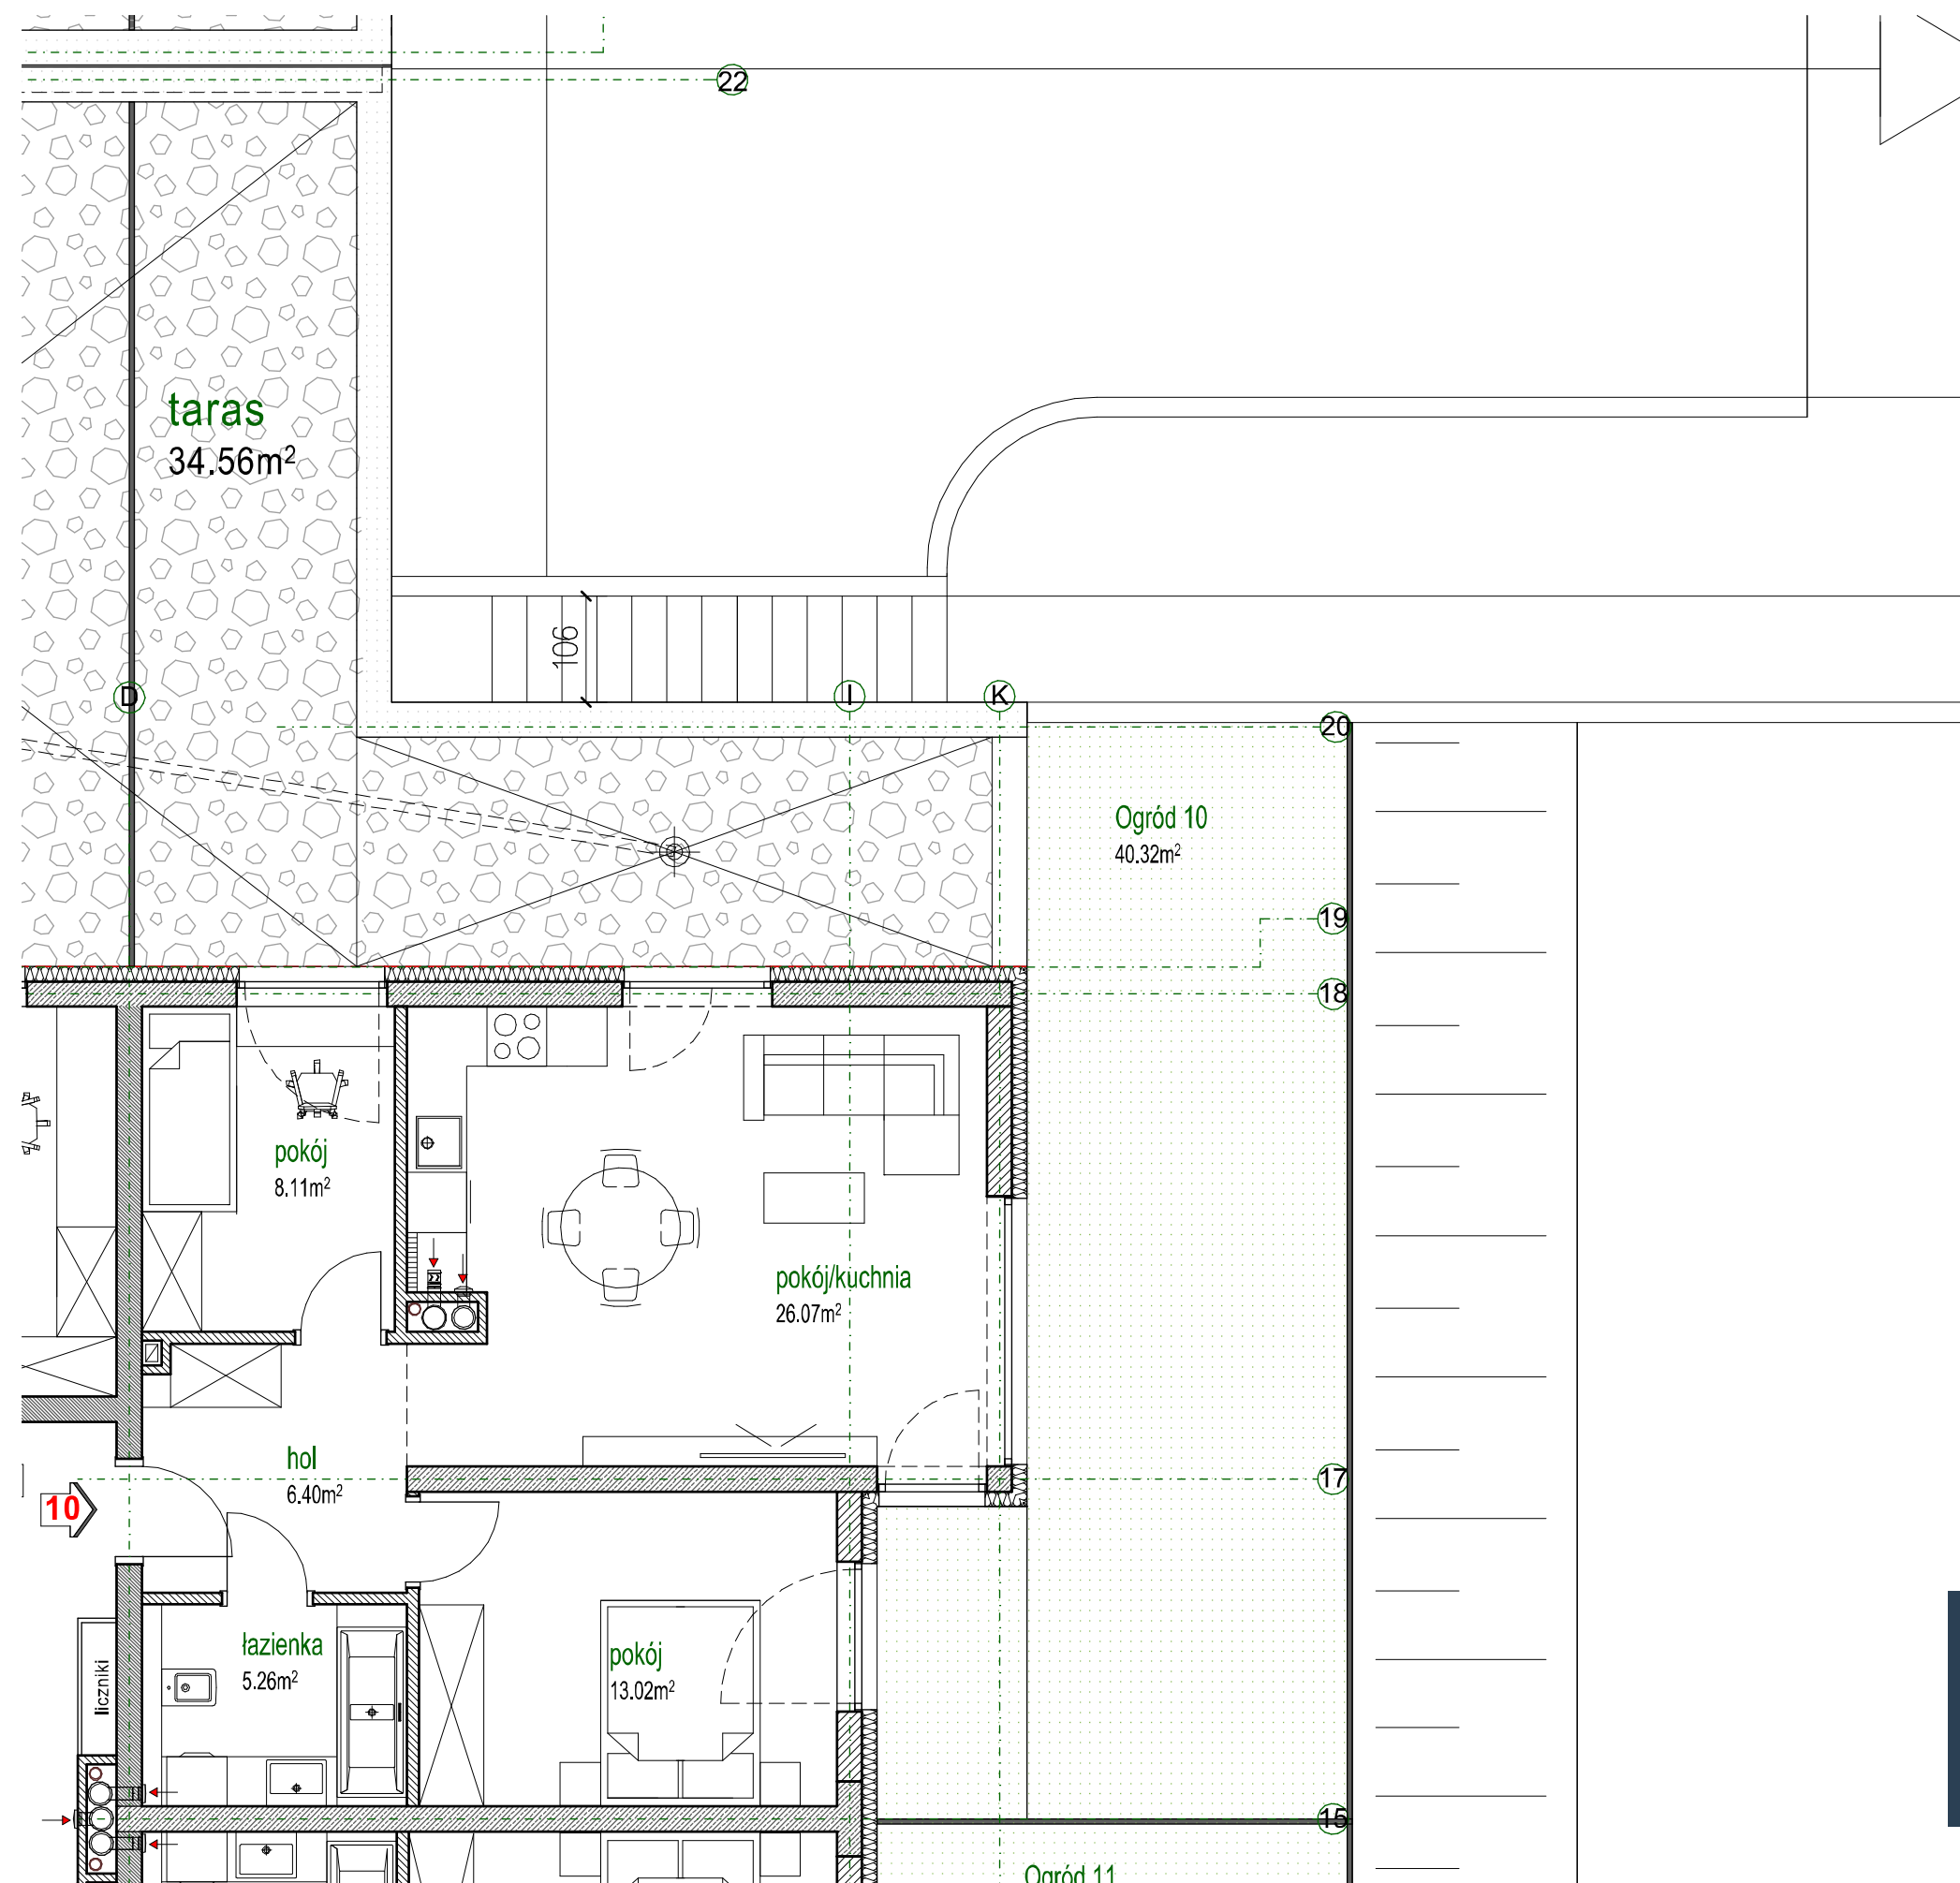 22
taras
34.56m²
106
D
I
K
20
Ogród 10
40.32m²
19
18
pokój
8.11m²
pokój/kuchnia
26.07m²
hol
6.40m²
17
10
łazienka
5.26m²
pokój
13.02m²
liczniki
15
Ogród 11